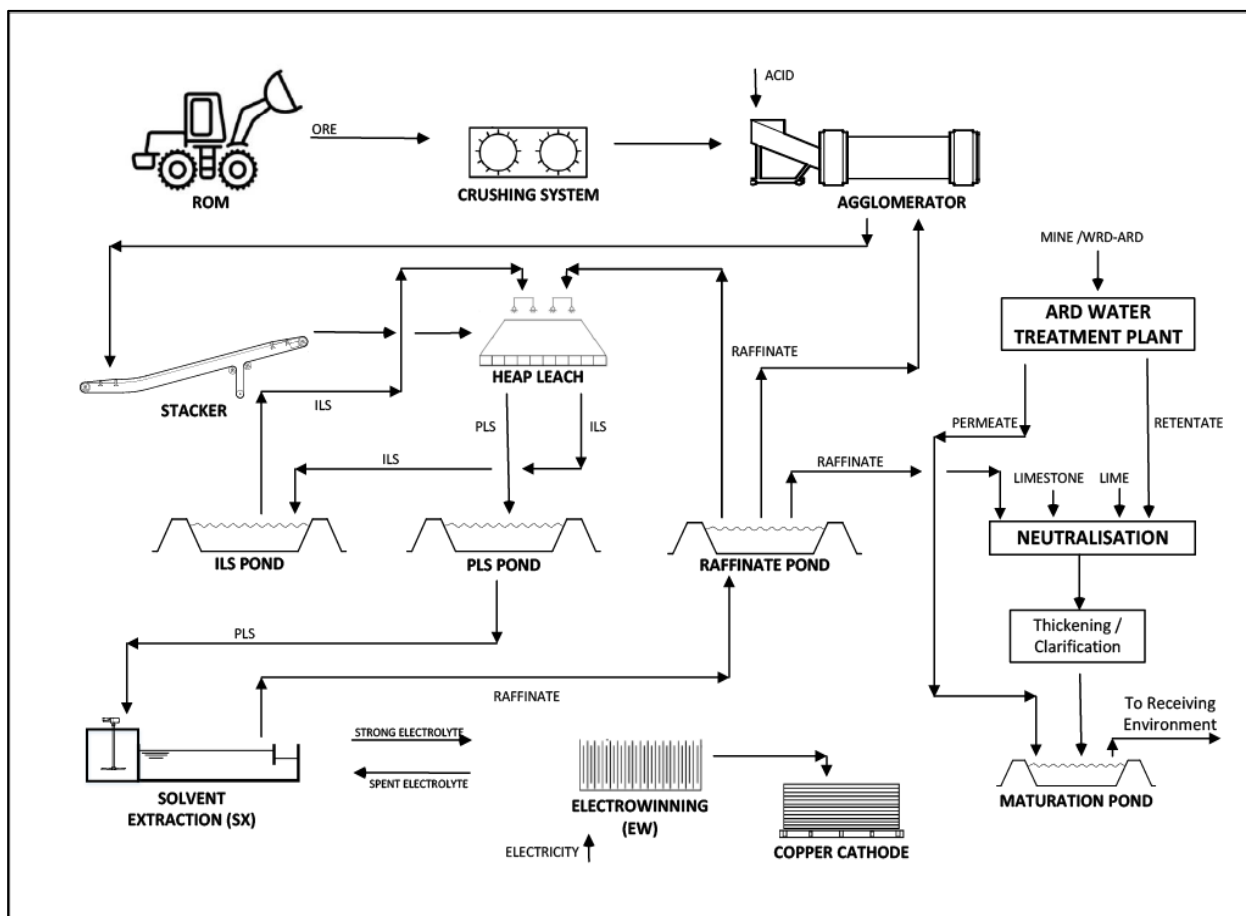 ACID
ORE
ROM
CRUSHING SYSTEM
AGGLOMERATOR
MINE /WRD-ARD
ARD WATER
TREATMENT PLANT
RAFFINATE
HEAP LEACH
STACKER
ILS
PLS
ILS
PERMEATE
RETENTATE
ILS
RAFFINATE
LIMESTONE
LIME
NEUTRALISATION
ILS POND
PLS POND
RAFFINATE POND
Thickening /
Clarification
PLS
RAFFINATE
To Receiving
Environment
STRONG ELECTROLYTE
SPENT ELECTROLYTE
SOLVENT
EXTRACTION (SX)
ELECTROWINNING
(EW)
MATURATION POND
ELECTRICITY
COPPER CATHODE